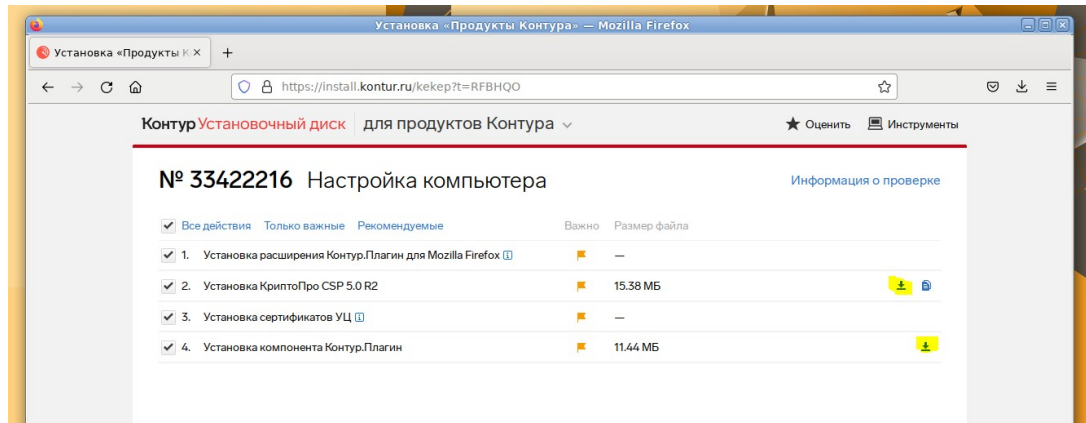 Установка «Продукты Контура» — Mozilla Firefox
Установка «Продукты К
https://install.kontur.ru/kekep?t=RFBHQO
Контур Установочный диск для продуктов Контура Оценить Инструменты
№ 33422216 Настройка компьютера Информация о проверке
Все действия Только важные Рекомендуемые Важно Размер файла
1. Установка расширения Контур.Плагин для Mozilla Firefox —
2. Установка КриптоПро CSP 5.0 R2 15.38 МБ
3. Установка сертификатов УЦ —
4. Установка компонента Контур.Плагин 11.44 МБ